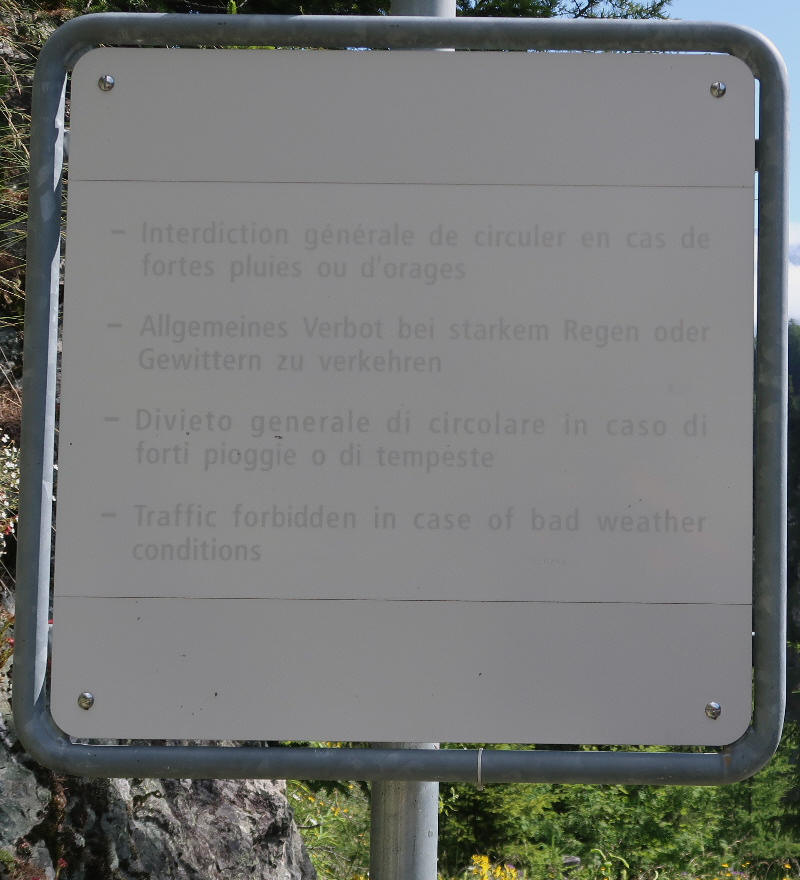 – Interdiction générale de circuler en cas de
fortes pluies ou d'orages
– Allgemeines Verbot bei starkem Regen oder
Gewittern zu verkehren
– Divieto generale di circolare in caso di
forti pioggie o di tempeste
– Traffic forbidden in case of bad weather
conditions